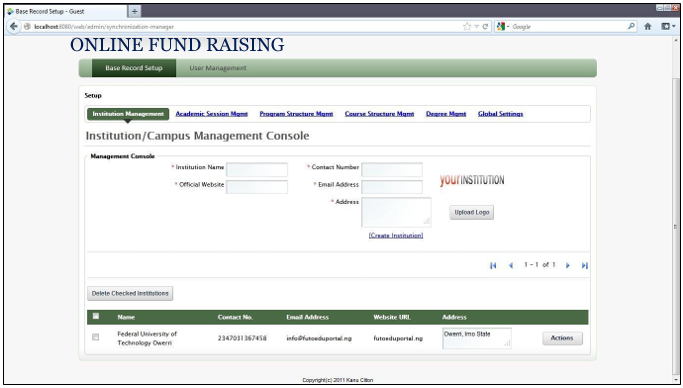 Base Record Setup - Guest
localhost:8080/web/admin/synchronization-manager
Google
ONLINE FUND RAISING
Base Record Setup User Management
Setup
Institution Management Academic Session Mgmt Program Structure Mgmt Course Structure Mgmt Degree Mgmt Global Settings
Institution/Campus Management Console
Management Console
* Institution Name * Contact Number
* Official Website * Email Address
yourINSTITUTION
* Address
Upload Logo
[Create Institution]
1 - 1 of 1
Delete Checked Institutions
Name Contact No. Email Address Website URL Address
Federal University of Technology Owerri 2347031367458 info@futoeduportal.ng futoeduportal.ng Owerri, Imo State Actions
Copyright(c) 2011 Kanu Cliton